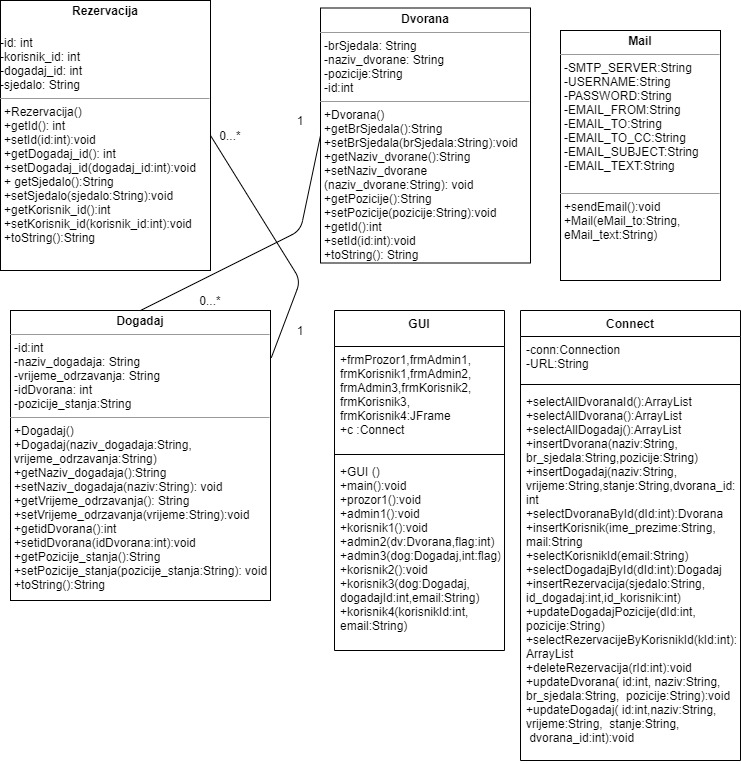 Rezervacija
-id: int
-korisnik_id: int
-dogadaj_id: int
-sjedalo: String
+Rezervacija()
+getId(): int
+setId(id:int):void
+getDogadaj_id(): int
+setDogadaj_id(dogadaj_id:int):void
+ getSjedalo():String
+setSjedalo(sjedalo:String):void
+getKorisnik_id():int
+setKorisnik_id(korisnik_id:int):void
+toString():String
0...*
1
Dvorana
-brSjedala: String
-naziv_dvorane: String
-pozicije:String
-id:int
+Dvorana()
+getBrSjedala():String
+setBrSjedala(brSjedala:String):void
+getNaziv_dvorane():String
+setNaziv_dvorane
(naziv_dvorane:String): void
+getPozicije():String
+setPozicije(pozicije:String):void
+getId():int
+setId(id:int):void
+toString(): String
Mail
-SMTP_SERVER:String
-USERNAME:String
-PASSWORD:String
-EMAIL_FROM:String
-EMAIL_TO:String
-EMAIL_TO_CC:String
-EMAIL_SUBJECT:String
-EMAIL_TEXT:String
+sendEmail():void
+Mail(eMail_to:String,
eMail_text:String)
0...*
1
Dogadaj
-id:int
-naziv_dogadaja: String
-vrijeme_odrzavanja: String
-idDvorana: int
-pozicije_stanja:String
+Dogadaj()
+Dogadaj(naziv_dogadaja:String,
vrijeme_odrzavanja:String)
+getNaziv_dogadaja():String
+setNaziv_dogadaja(naziv:String): void
+getVrijeme_odrzavanja(): String
+setVrijeme_odrzavanja(vrijeme:String):void
+getidDvorana():int
+setidDvorana(idDvorana:int):void
+getPozicije_stanja():String
+setPozicije_stanja(pozicije_stanja:String): void
+toString():String
GUI
+frmProzor1,frmAdmin1,
frmKorisnik1,frmAdmin2,
frmAdmin3,frmKorisnik2,
frmKorisnik3,
frmKorisnik4:JFrame
+c :Connect
+GUI ()
+main():void
+prozor1():void
+admin1():void
+korisnik1():void
+admin2(dv:Dvorana,flag:int)
+admin3(dog:Dogadaj,int:flag)
+korisnik2():void
+korisnik3(dog:Dogadaj,
dogadajId:int,email:String)
+korisnik4(korisnikId:int,
email:String)
Connect
-conn:Connection
-URL:String
+selectAllDvoranaId():ArrayList
+selectAllDvorana():ArrayList
+selectAllDogadaj():ArrayList
+insertDvorana(naziv:String,
br_sjedala:String,pozicije:String)
+insertDogadaj(naziv:String,
vrijeme:String,stanje:String,dvorana_id:
int
+selectDvoranaById(dId:int):Dvorana
+insertKorisnik(ime_prezime:String,
mail:String)
+selectKorisnikId(email:String)
+selectDogadajById(dId:int):Dogadaj
+insertRezervacija(sjedalo:String,
id_dogadaj:int,id_korisnik:int)
+updateDogadajPozicije(dId:int,
pozicije:String)
+selectRezervacijeByKorisnikId(kId:int):
ArrayList
+deleteRezervacija(rId:int):void
+updateDvorana( id:int, naziv:String,
br_sjedala:String, pozicije:String):void
+updateDogadaj( id:int,naziv:String,
vrijeme:String, stanje:String,
dvorana_id:int):void